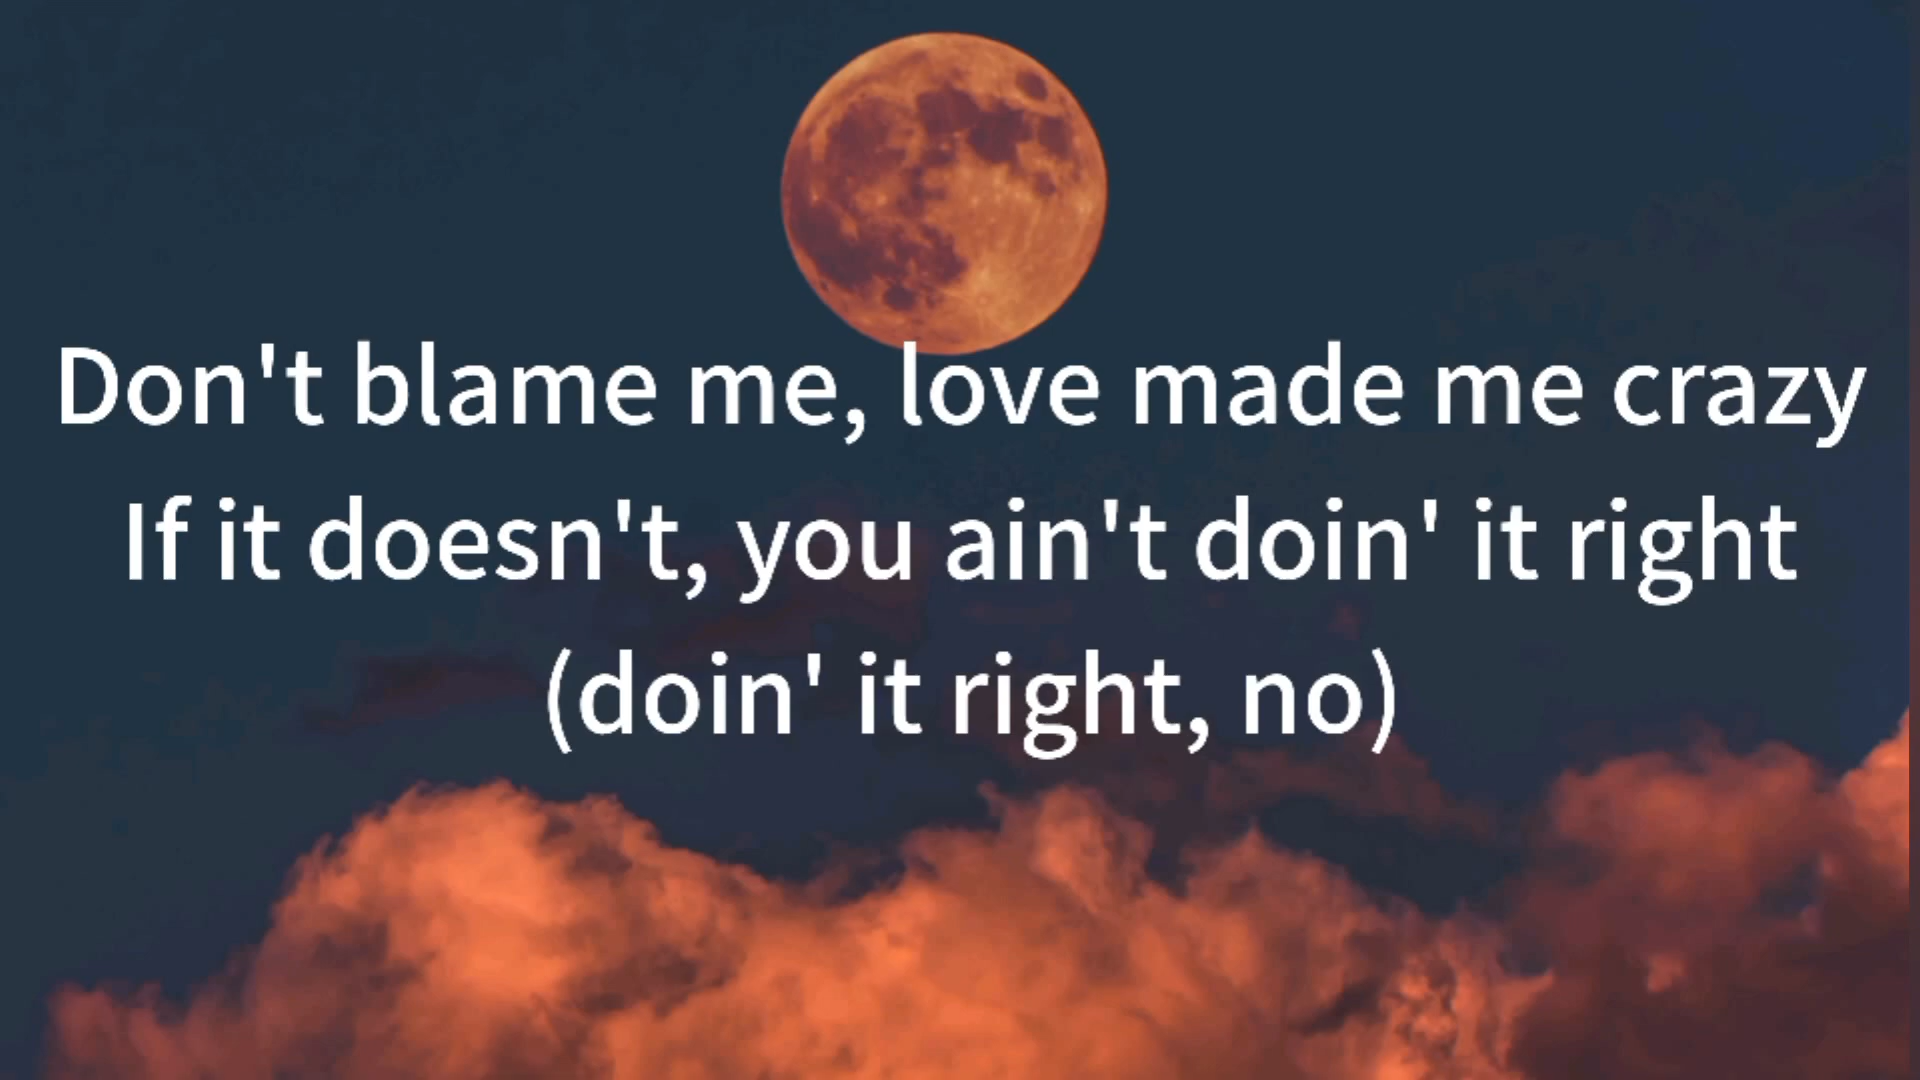 Don't blame me, love made me crazy
If it doesn't, you ain't doin' it right
(doin' it right, no)